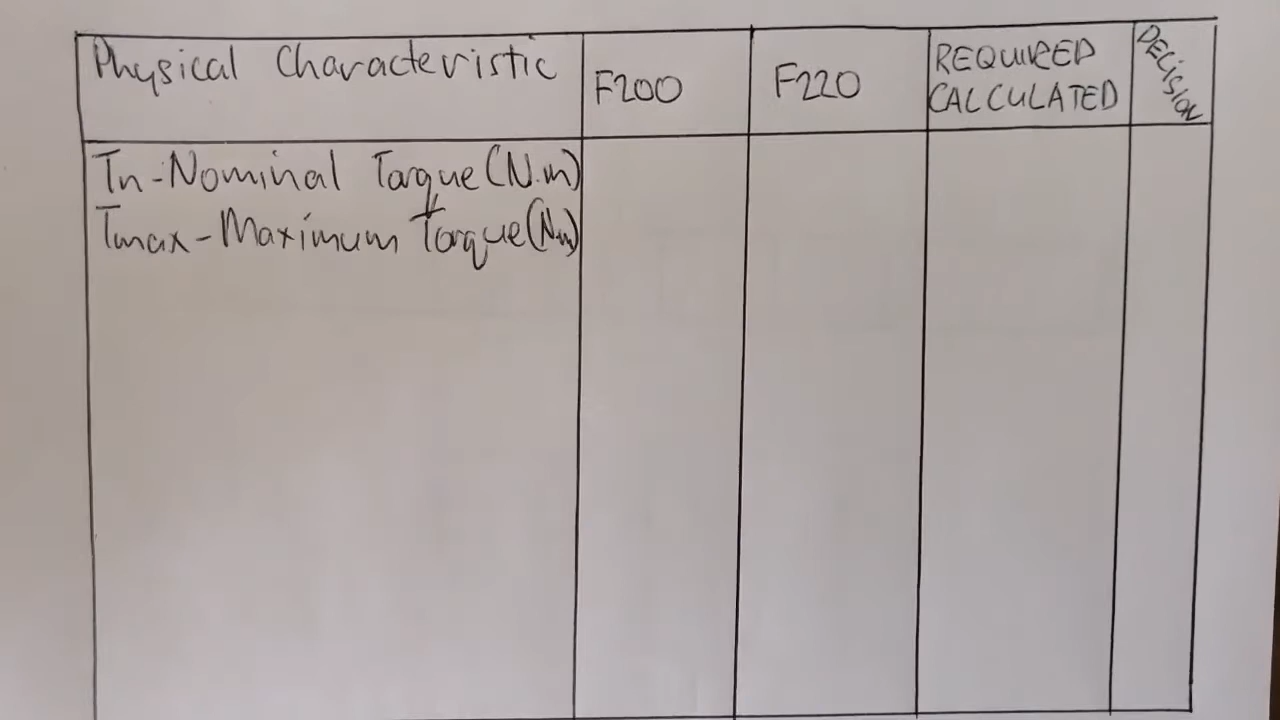 Physical Characteristic
F200
F220
REQUIRED
CALCULATED
DECISION
Tn-Nominal Torque(N.m)
Tmax-Maximum Torque(N.m)